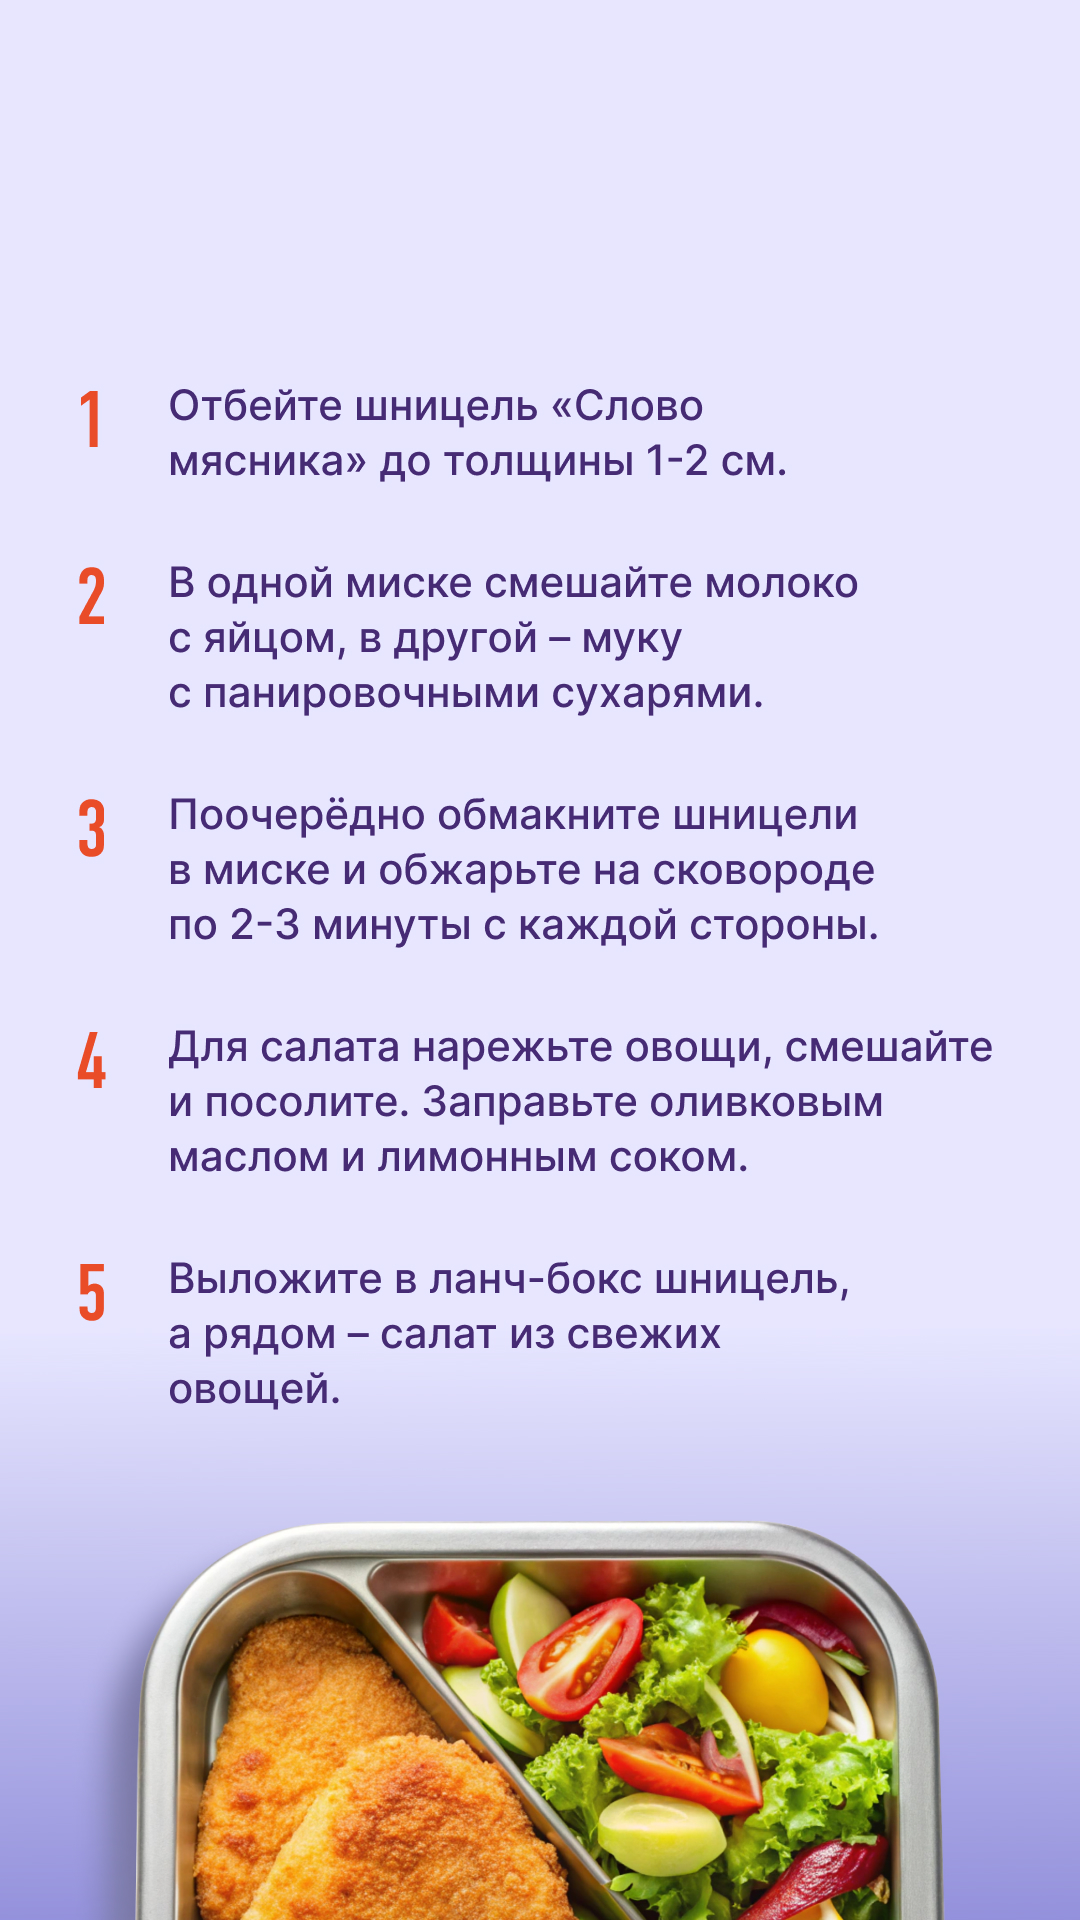 1
Отбейте шницель «Слово
мясника» до толщины 1-2 см.
2
В одной миске смешайте молоко
с яйцом, в другой – муку
с панировочными сухарями.
3
Поочерёдно обмакните шницели
в миске и обжарьте на сковороде
по 2-3 минуты с каждой стороны.
4
Для салата нарежьте овощи, смешайте
и посолите. Заправьте оливковым
маслом и лимонным соком.
5
Выложите в ланч-бокс шницель,
а рядом – салат из свежих
овощей.